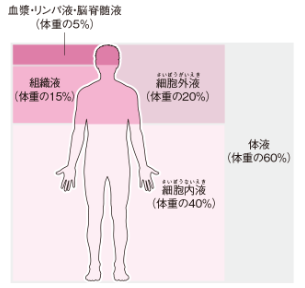 血漿・リンパ液・脳脊髄液
(体重の5%)
組織液
(体重の15%)
さいぼうがいえき
細胞外液
(体重の20%)
体液
(体重の60%)
さいぼうないえき
細胞内液
(体重の40%)